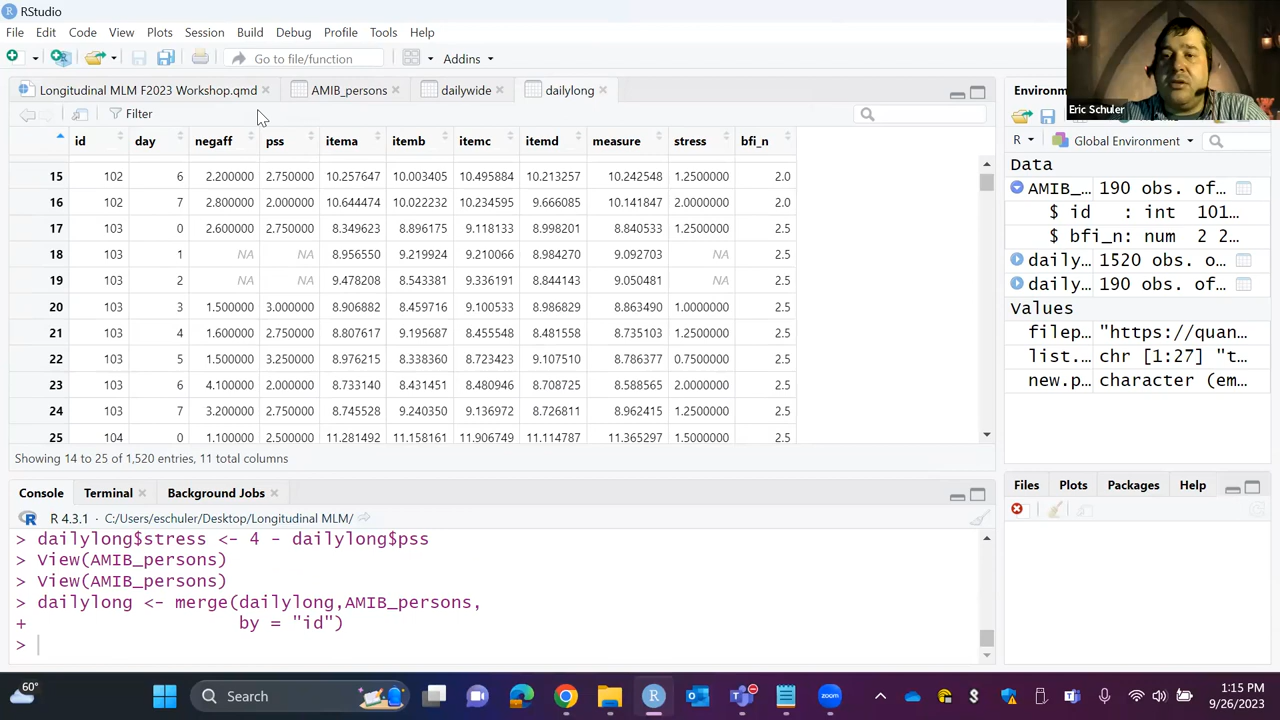 RStudio
File Edit Code View Plots Session Build Debug Profile Tools Help
Go to file/function Addins
Longitudinal MLM F2023 Workshop.qmd AMIB_persons dailywide dailylong
Filter
id day negaff pss itema itemb itemc itemd measure stress bfi_n
15 102 6 2.200000 2.750000 10.257647 10.003405 10.495884 10.213257 10.242548 1.2500000 2.0
16 102 7 2.800000 2.000000 10.644474 10.022232 10.234595 9.666085 10.141847 2.0000000 2.0
17 103 0 2.600000 2.750000 8.349623 8.896175 9.118133 8.998201 8.840533 1.2500000 2.5
18 103 1 NA NA 8.956550 9.219924 9.210066 8.984270 9.092703 NA 2.5
19 103 2 NA NA 9.478208 8.543381 9.336191 8.844143 9.050481 NA 2.5
20 103 3 1.500000 3.000000 8.906882 8.459716 9.100533 8.986829 8.863490 1.0000000 2.5
21 103 4 1.600000 2.750000 8.807617 9.195687 8.455548 8.481558 8.735103 1.2500000 2.5
22 103 5 1.500000 3.250000 8.976215 8.338360 8.723423 9.107510 8.786377 0.7500000 2.5
23 103 6 4.100000 2.000000 8.733140 8.431451 8.480946 8.708725 8.588565 2.0000000 2.5
24 103 7 3.200000 2.750000 8.745528 9.240350 9.136972 8.726811 8.962415 1.2500000 2.5
25 104 0 1.100000 2.500000 11.281492 11.158161 11.906749 11.114787 11.365297 1.5000000 2.5
Showing 14 to 25 of 1,520 entries, 11 total columns
Console Terminal Background Jobs
R 4.3.1 · C:/Users/eschuler/Desktop/Longitudinal MLM/
> dailylong$stress <- 4 - dailylong$pss
> View(AMIB_persons)
> View(AMIB_persons)
> dailylong <- merge(dailylong,AMIB_persons,
+ by = "id")
>
Eric Schuler
Environm
R Global Environment
Data
AMIB_… 190 obs. of…
$ id : int 101…
$ bfi_n: num 2 2…
daily… 1520 obs. o…
daily… 190 obs. of…
Values
filep… "https://quan…
list.… chr [1:27] "t…
new.p… character (em…
Files Plots Packages Help
60°
Search
zoom
1:15 PM
9/26/2023